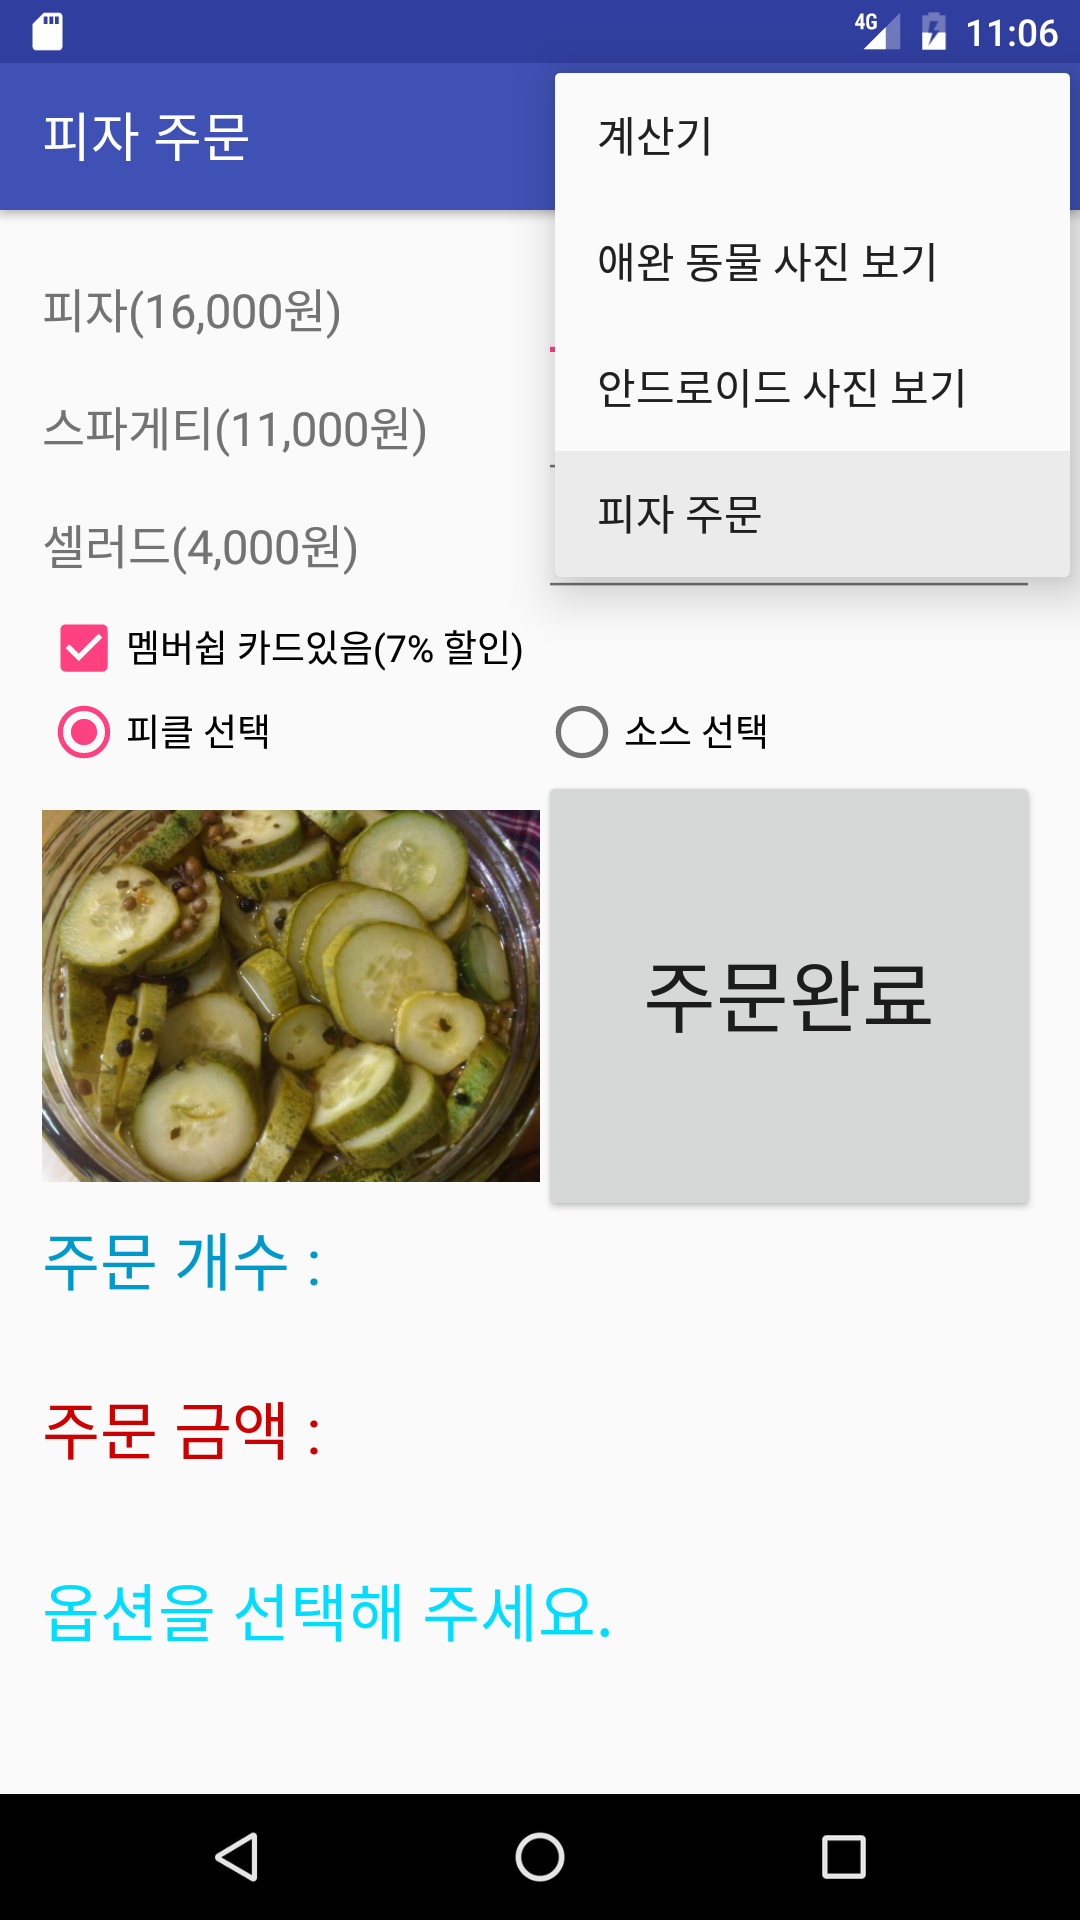 4G 11:06
피자 주문
계산기
애완 동물 사진 보기
안드로이드 사진 보기
피자 주문
피자(16,000원)
스파게티(11,000원)
셀러드(4,000원)
멤버쉽 카드있음(7% 할인)
피클 선택 소스 선택
주문완료
주문 개수 :
주문 금액 :
옵션을 선택해 주세요.